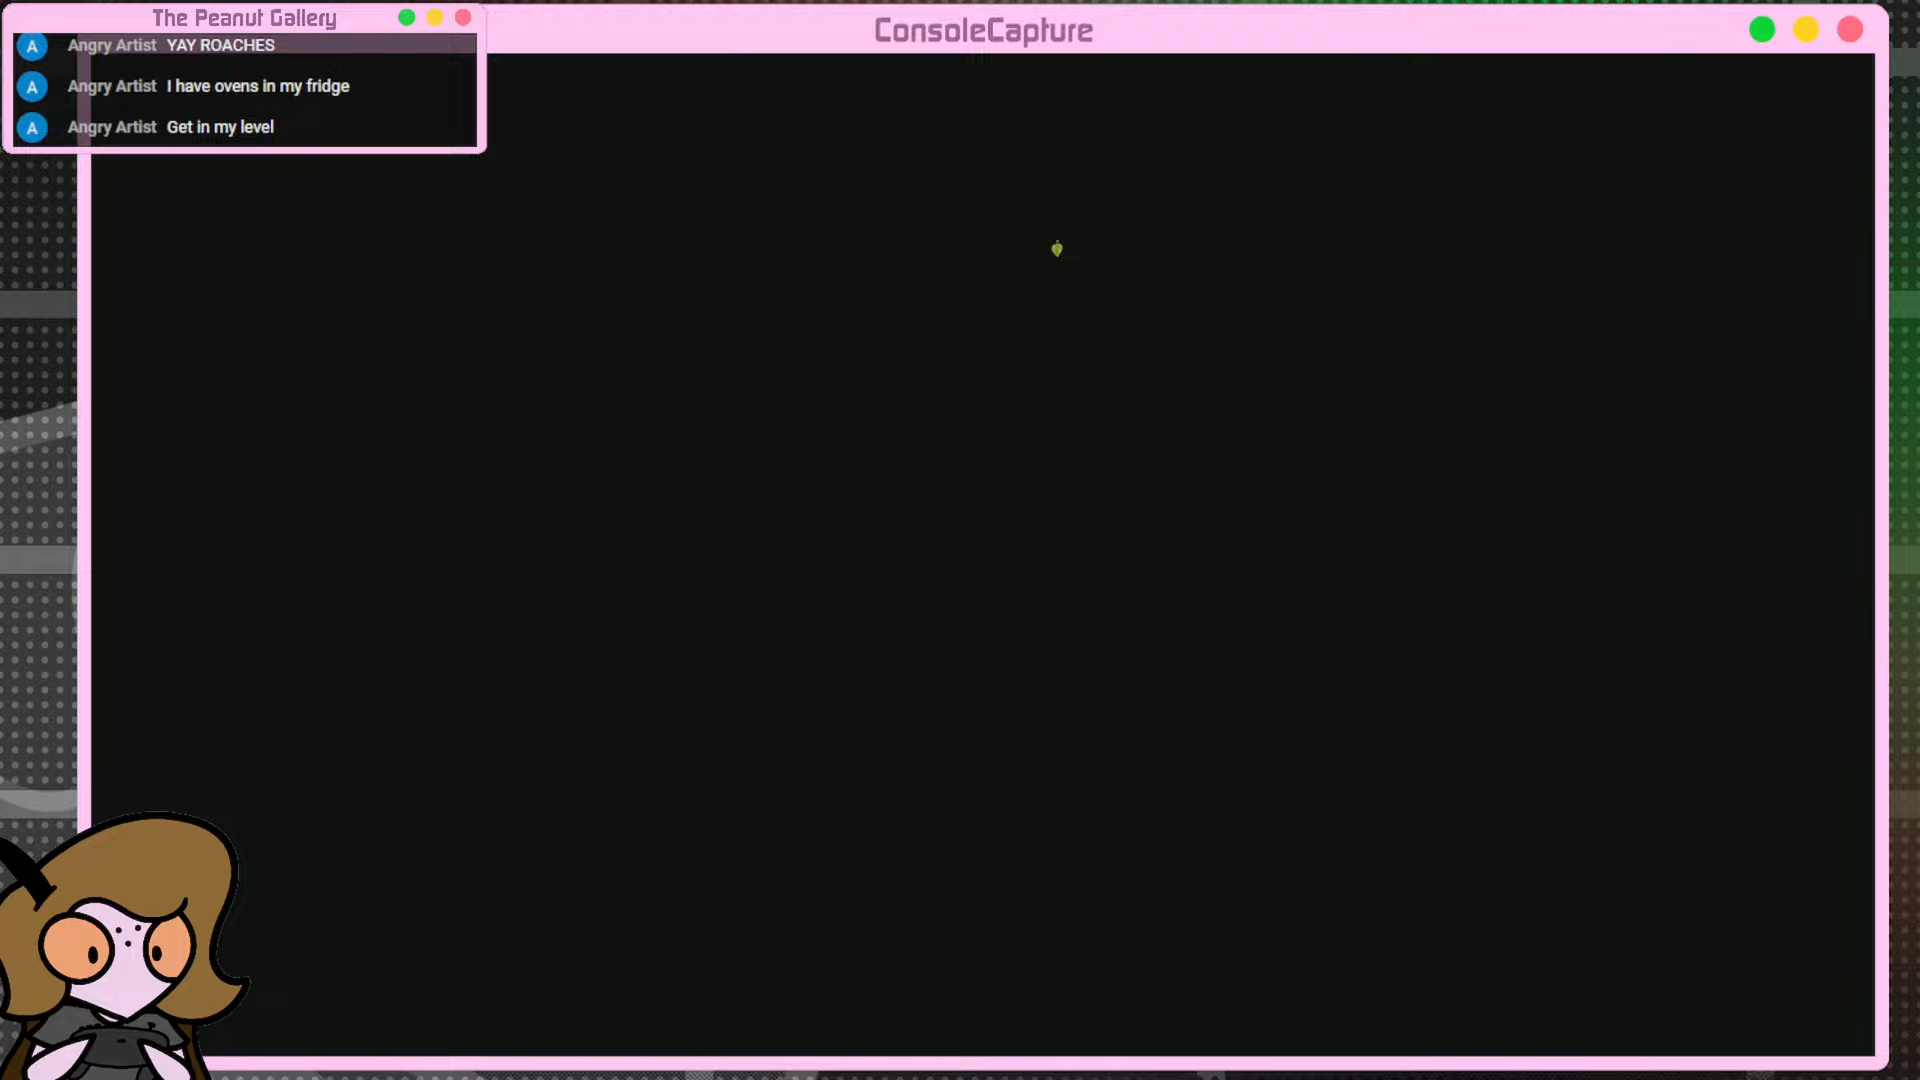 The Peanut Gallery
ConsoleCapture
A Angry Artist YAY ROACHES
A Angry Artist I have ovens in my fridge
A Angry Artist Get in my level